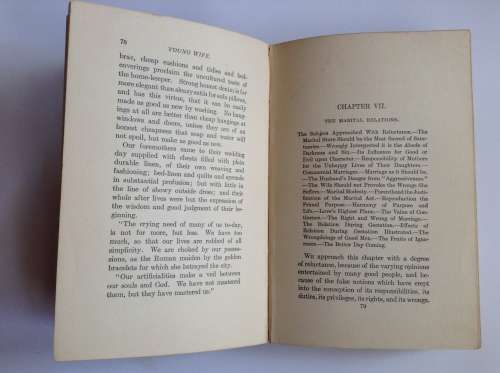 78
YOUNG WIFE.
brac, cheap cushions and tides and bed-
coverings proclaim the uncultured taste of
the home-keeper. Strong honest denim is far
more elegant than sleazy satin for sofa pillows,
and has this virtue, that it can be easily
made as good as new by washing. No hang-
ings at all are better than cheap hangings at
windows and doors, unless they are of an
honest cheapness that soap and water will
not spoil, but make as good as new.
Our foremothers came to their wedding
day supplied with chests filled with plain
durable linen, of their own weaving and
fashioning; bed-linen and quilts and spreads
in substantial profusion; but with little in
the line of showy outside dress; and their
whole after lives were but the expression of
the wisdom and good judgment of their be-
ginning.
"The crying need of many of us to-day,
is not for more, but less. We have too
much, so that our lives are robbed of all
simplicity. We are choked by our posses-
sions, as the Roman maiden by the golden
bracelets for which she betrayed the city.
"Our artificialities make a veil between
our souls and God. We have not mastered
them, but they have mastered us."
CHAPTER VII.
THE MARITAL RELATIONS.
The Subject Approached With Reluctance.—The
Marital State Should be the Most Sacred of Sanc-
tuaries.—Wrongly Interpreted it is the Abode of
Darkness and Sin.—Its Influence for Good or
Evil upon Character.—Responsibility of Mothers
for the Unhappy Lives of Their Daughters.—
Commercial Marriages.—Marriage as it Should be.
—The Husband's Danger from "Aggressiveness."
—The Wife Should not Provoke the Wrongs she
Suffers.—Marital Modesty.—Parenthood the Justi-
fication of the Marital Act.—Reproduction the
Primal Purpose.—Harmony of Purpose and
Life.—Love's Highest Plane.—The Value of Con-
tinence.—The Right and Wrong of Marriage.—
The Relation During Gestation.—Effects of
Relation During Gestation Illustrated.—The
Wrongdoings of Good Men.—The Fruits of Igno-
rance.—The Better Day Coming.
We approach this chapter with a degree
of reluctance, because of the varying opinions
entertained by many good people, and be-
cause of the false notions which have crept
into the conception of its responsibilities, its
duties, its privileges, its rights, and its wrongs.
79